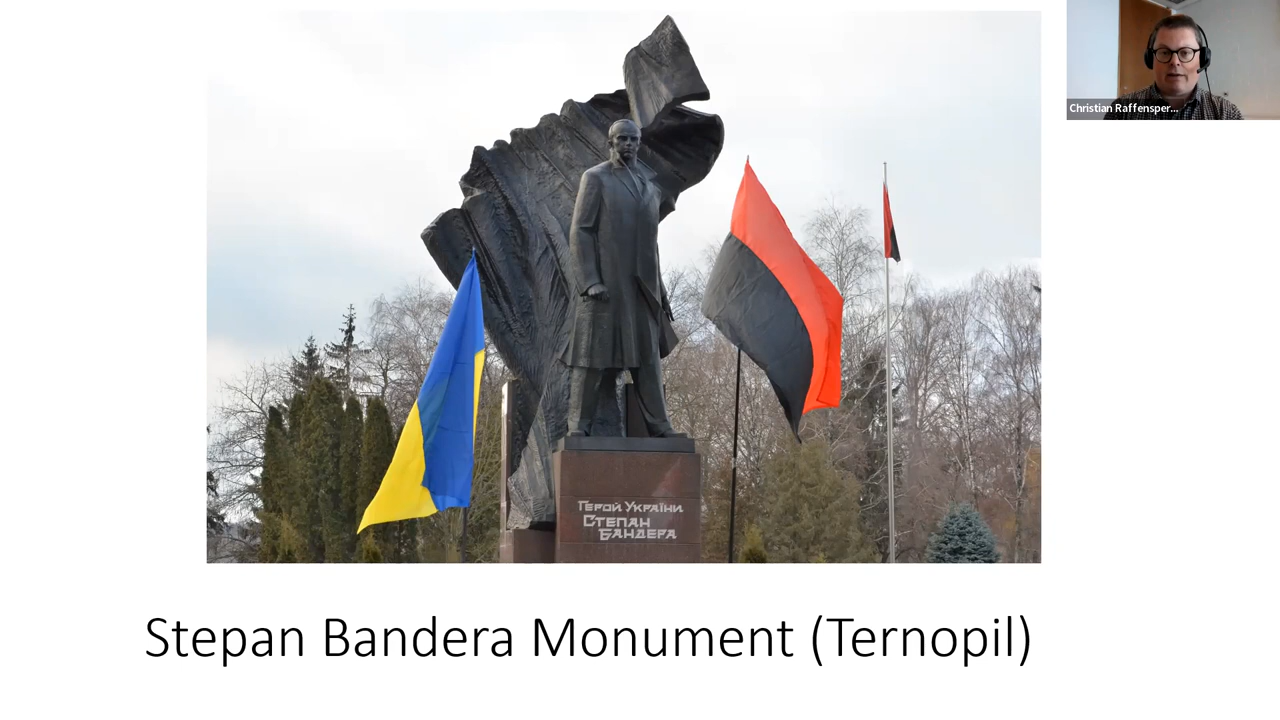 Christian Raffensper...
Герой України
Степан
Бандера
Stepan Bandera Monument (Ternopil)